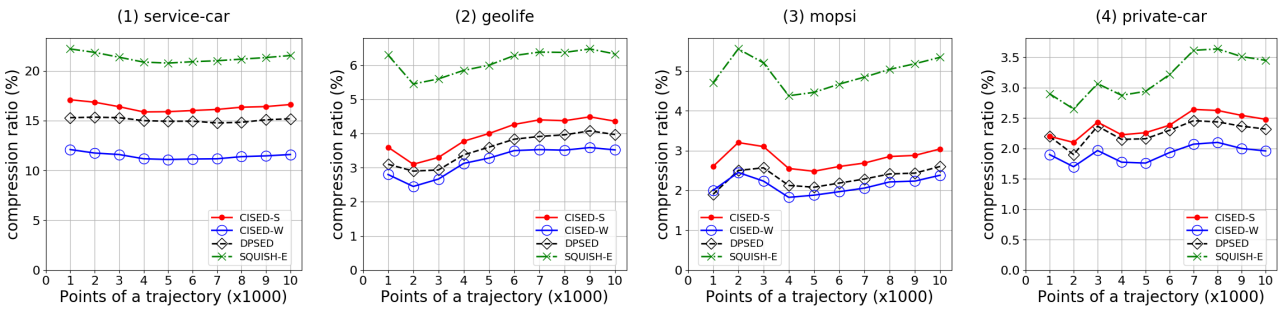 (1) service-car
compression ratio (%)
20
15
10
5
0
0 1 2 3 4 5 6 7 8 9 10
Points of a trajectory (x1000)
CISED-S
CISED-W
DPSED
SQUISH-E
(2) geolife
compression ratio (%)
6
5
4
3
2
1
0
0 1 2 3 4 5 6 7 8 9 10
Points of a trajectory (x1000)
CISED-S
CISED-W
DPSED
SQUISH-E
(3) mopsi
compression ratio (%)
5
4
3
2
1
0
0 1 2 3 4 5 6 7 8 9 10
Points of a trajectory (x1000)
CISED-S
CISED-W
DPSED
SQUISH-E
(4) private-car
compression ratio (%)
3.5
3.0
2.5
2.0
1.5
1.0
0.5
0.0
0 1 2 3 4 5 6 7 8 9 10
Points of a trajectory (x1000)
CISED-S
CISED-W
DPSED
SQUISH-E